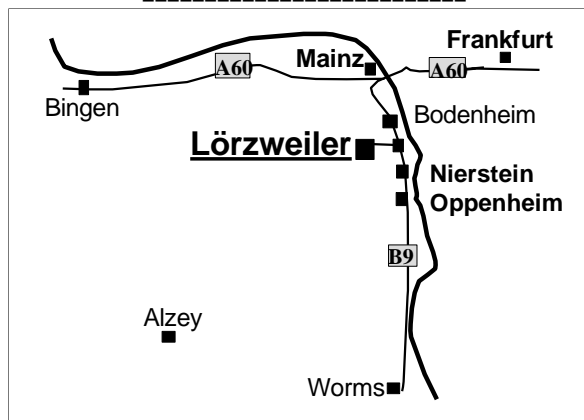 Frankfurt
Mainz
A60
A60
Bingen
Bodenheim
Lörzweiler
Nierstein
Oppenheim
B9
Alzey
Worms